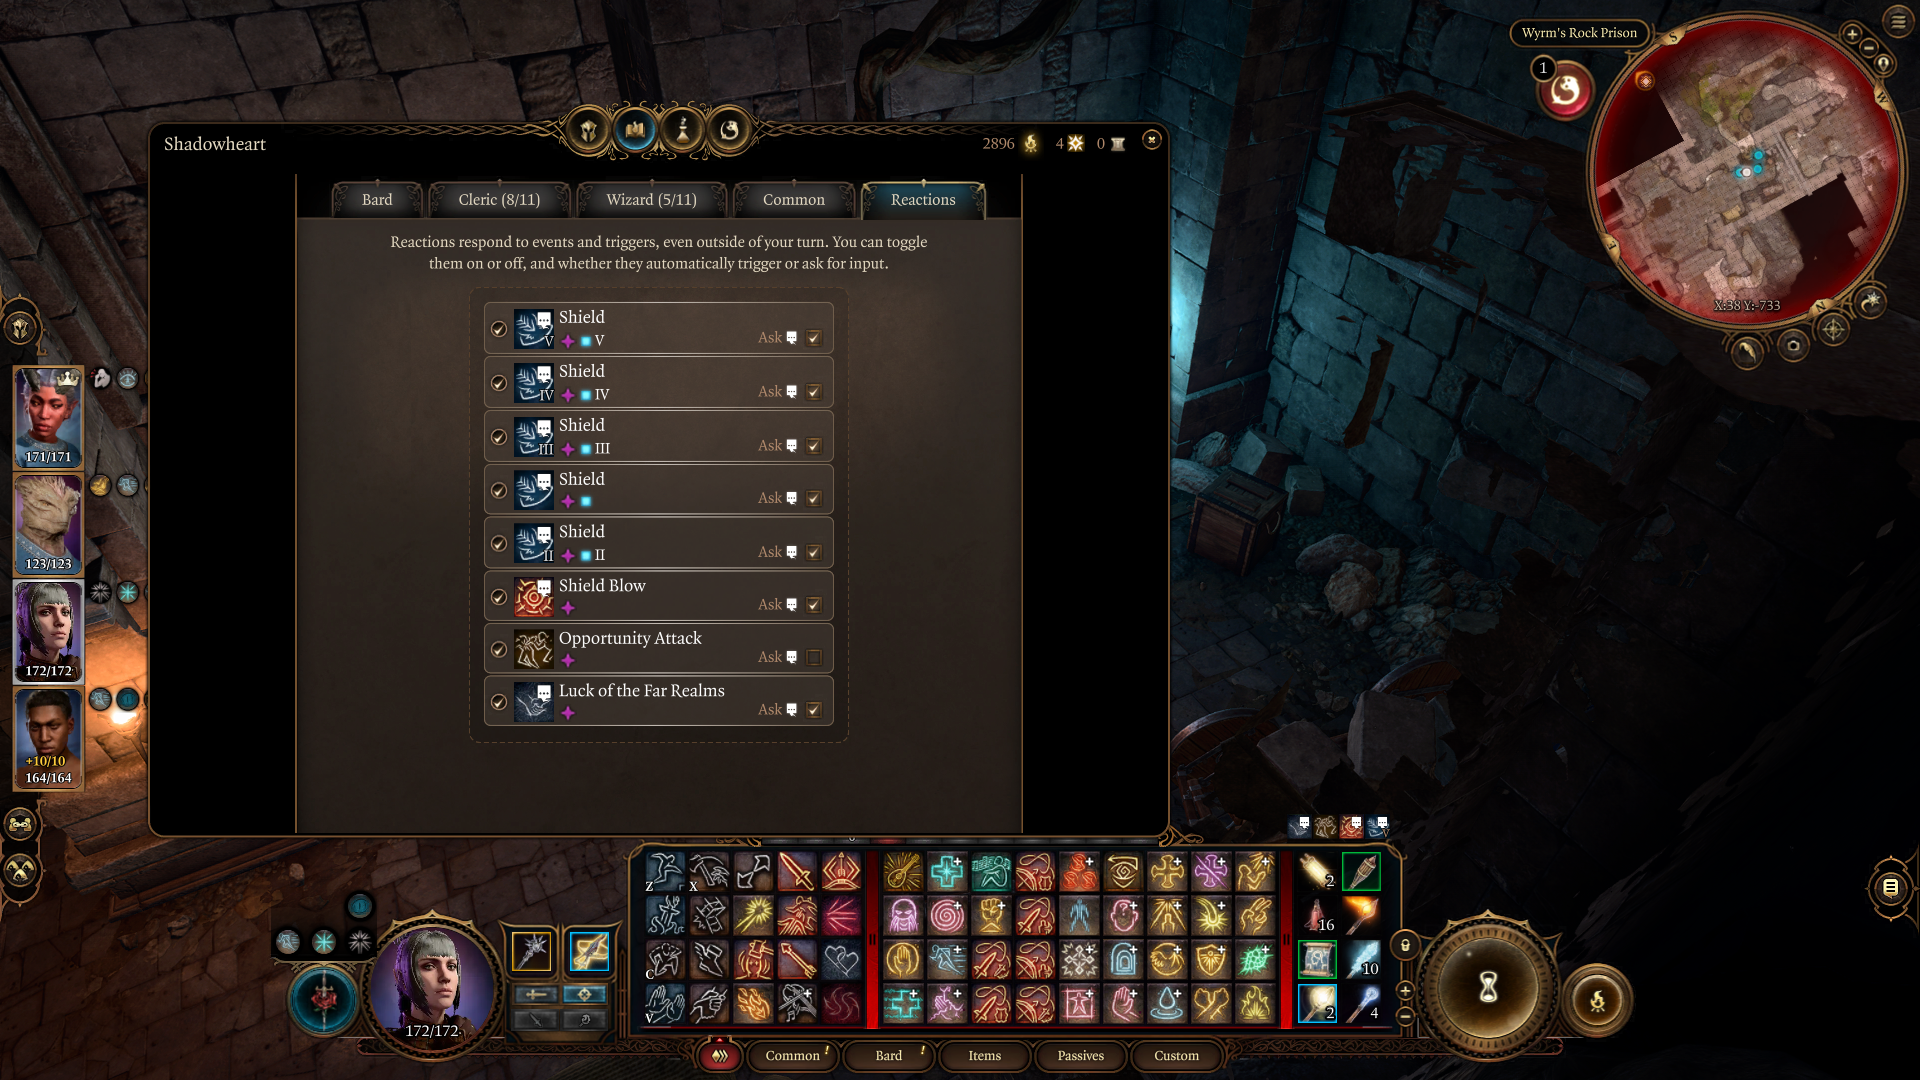 Wyrm's Rock Prison
1
Shadowheart
2896
4
0
Bard
Cleric (8/11)
Wizard (5/11)
Common
Reactions
Reactions respond to events and triggers, even outside of your turn. You can toggle
them on or off, and whether they automatically trigger or ask for input.
Shield
V
V
Ask
Shield
IV
IV
Ask
Shield
III
III
Ask
Shield
Ask
Shield
II
II
Ask
Shield Blow
Ask
Opportunity Attack
Ask
Luck of the Far Realms
Ask
S
W
E
N
X:38 Y:-733
171/171
123/123
172/172
+10/10
164/164
172/172
Z
X
C
V
V
2
16
10
2
4
Common !
Bard !
Items
Passives
Custom